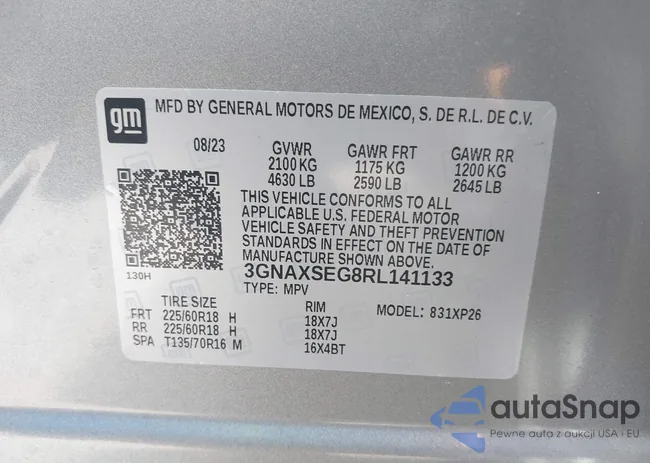 gm
MFD BY GENERAL MOTORS DE MEXICO, S. DE R.L. DE C.V.
08/23 GVWR GAWR FRT GAWR RR
2100 KG 1175 KG 1200 KG
4630 LB 2590 LB 2645 LB
THIS VEHICLE CONFORMS TO ALL
APPLICABLE U.S. FEDERAL MOTOR
VEHICLE SAFETY AND THEFT PREVENTION
STANDARDS IN EFFECT ON THE DATE OF
MANUFACTURE SHOWN ABOVE.
130H
3GNAXSEG8RL141133
TYPE: MPV
TIRE SIZE RIM MODEL: 831XP26
FRT 225/60R18 H 18X7J
RR 225/60R18 H 18X7J
SPA T135/70R16 M 16X4BT
autaSnap
Pewne auta z aukcji USA i EU